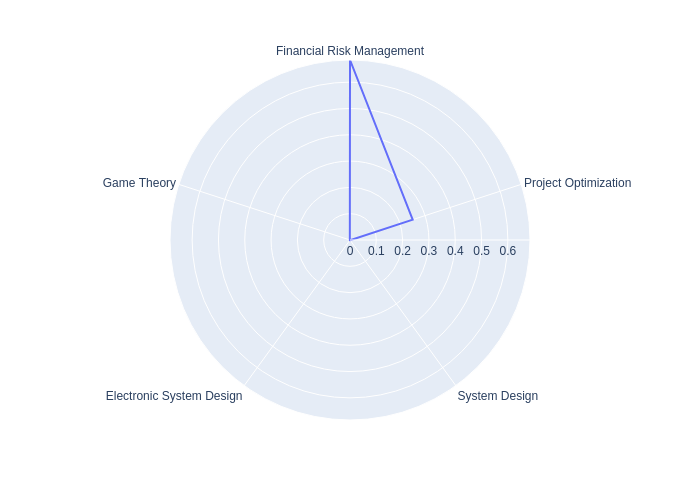 Financial Risk Management
Game Theory
Project Optimization
0 0.1 0.2 0.3 0.4 0.5 0.6
Electronic System Design
System Design